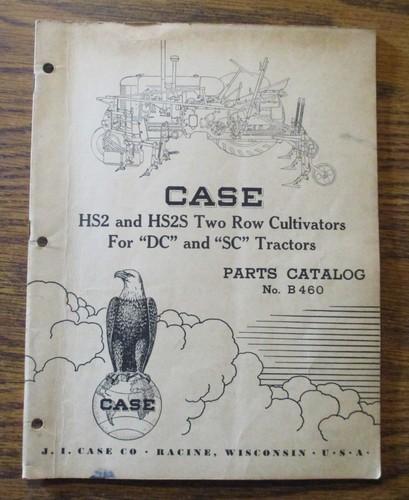 CASE
HS2 and HS2S Two Row Cultivators
For "DC" and "SC" Tractors
PARTS CATALOG
No. B 460
CASE
J. I. CASE CO · RACINE, WISCONSIN · U·S·A·